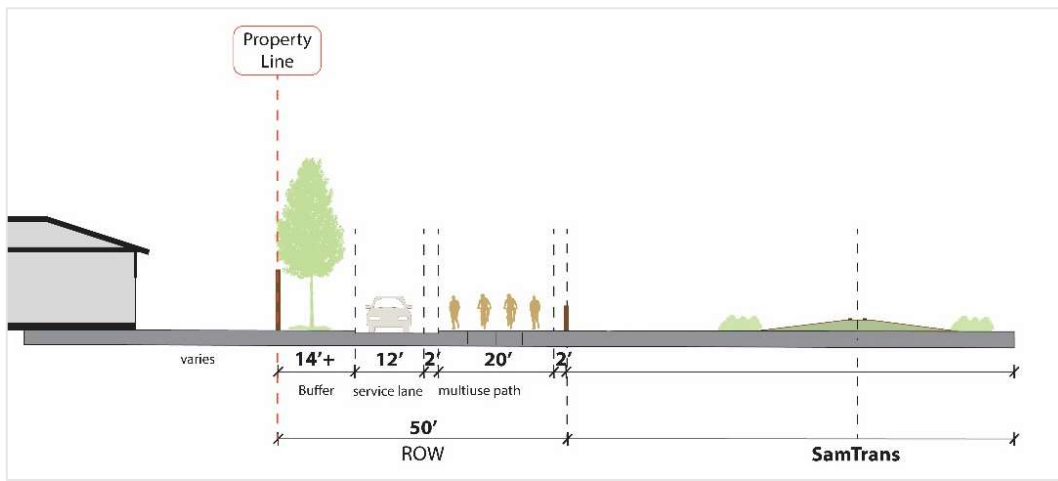 Property
Line
varies
14’+ 12’ 2’ 20’ 2’
Buffer service lane multiuse path
50’
ROW SamTrans